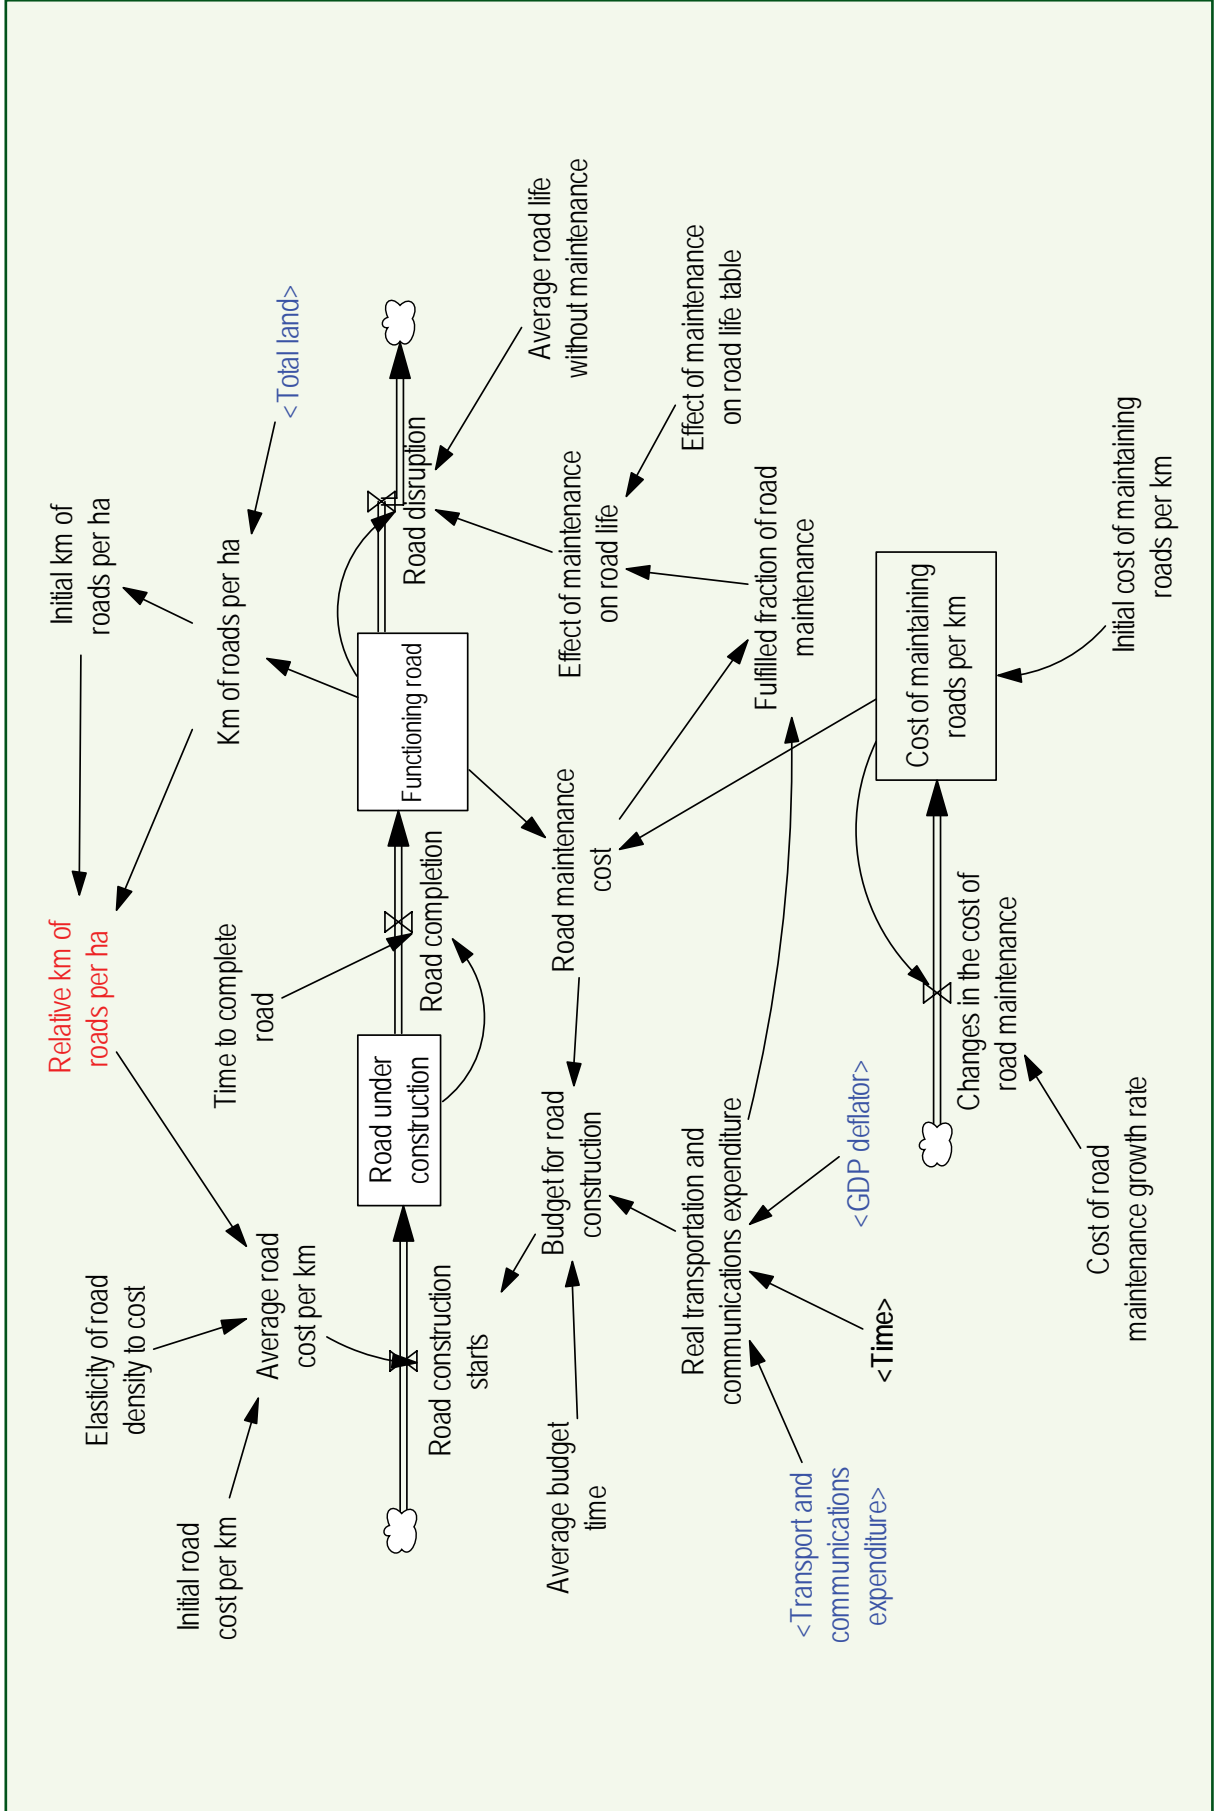 Initial km of
roads per ha
Relative km of
roads per ha
Elasticity of road
density to cost
Initial road
cost per km
<Total land>
Km of roads per ha
Time to complete
road
Average road
cost per km
Road disruption
Functioning road
Road completion
Road under
construction
Road construction
starts
Average road life
without maintenance
Effect of maintenance
on road life
Road maintenance
cost
Budget for road
construction
Average budget
time
Effect of maintenance
on road life table
Fulfilled fraction of road
maintenance
Real transportation and
communications expenditure
<Transport and
communications
expenditure>
<GDP deflator>
<Time>
Cost of maintaining
roads per km
Changes in the cost of
road maintenance
Initial cost of maintaining
roads per km
Cost of road
maintenance growth rate